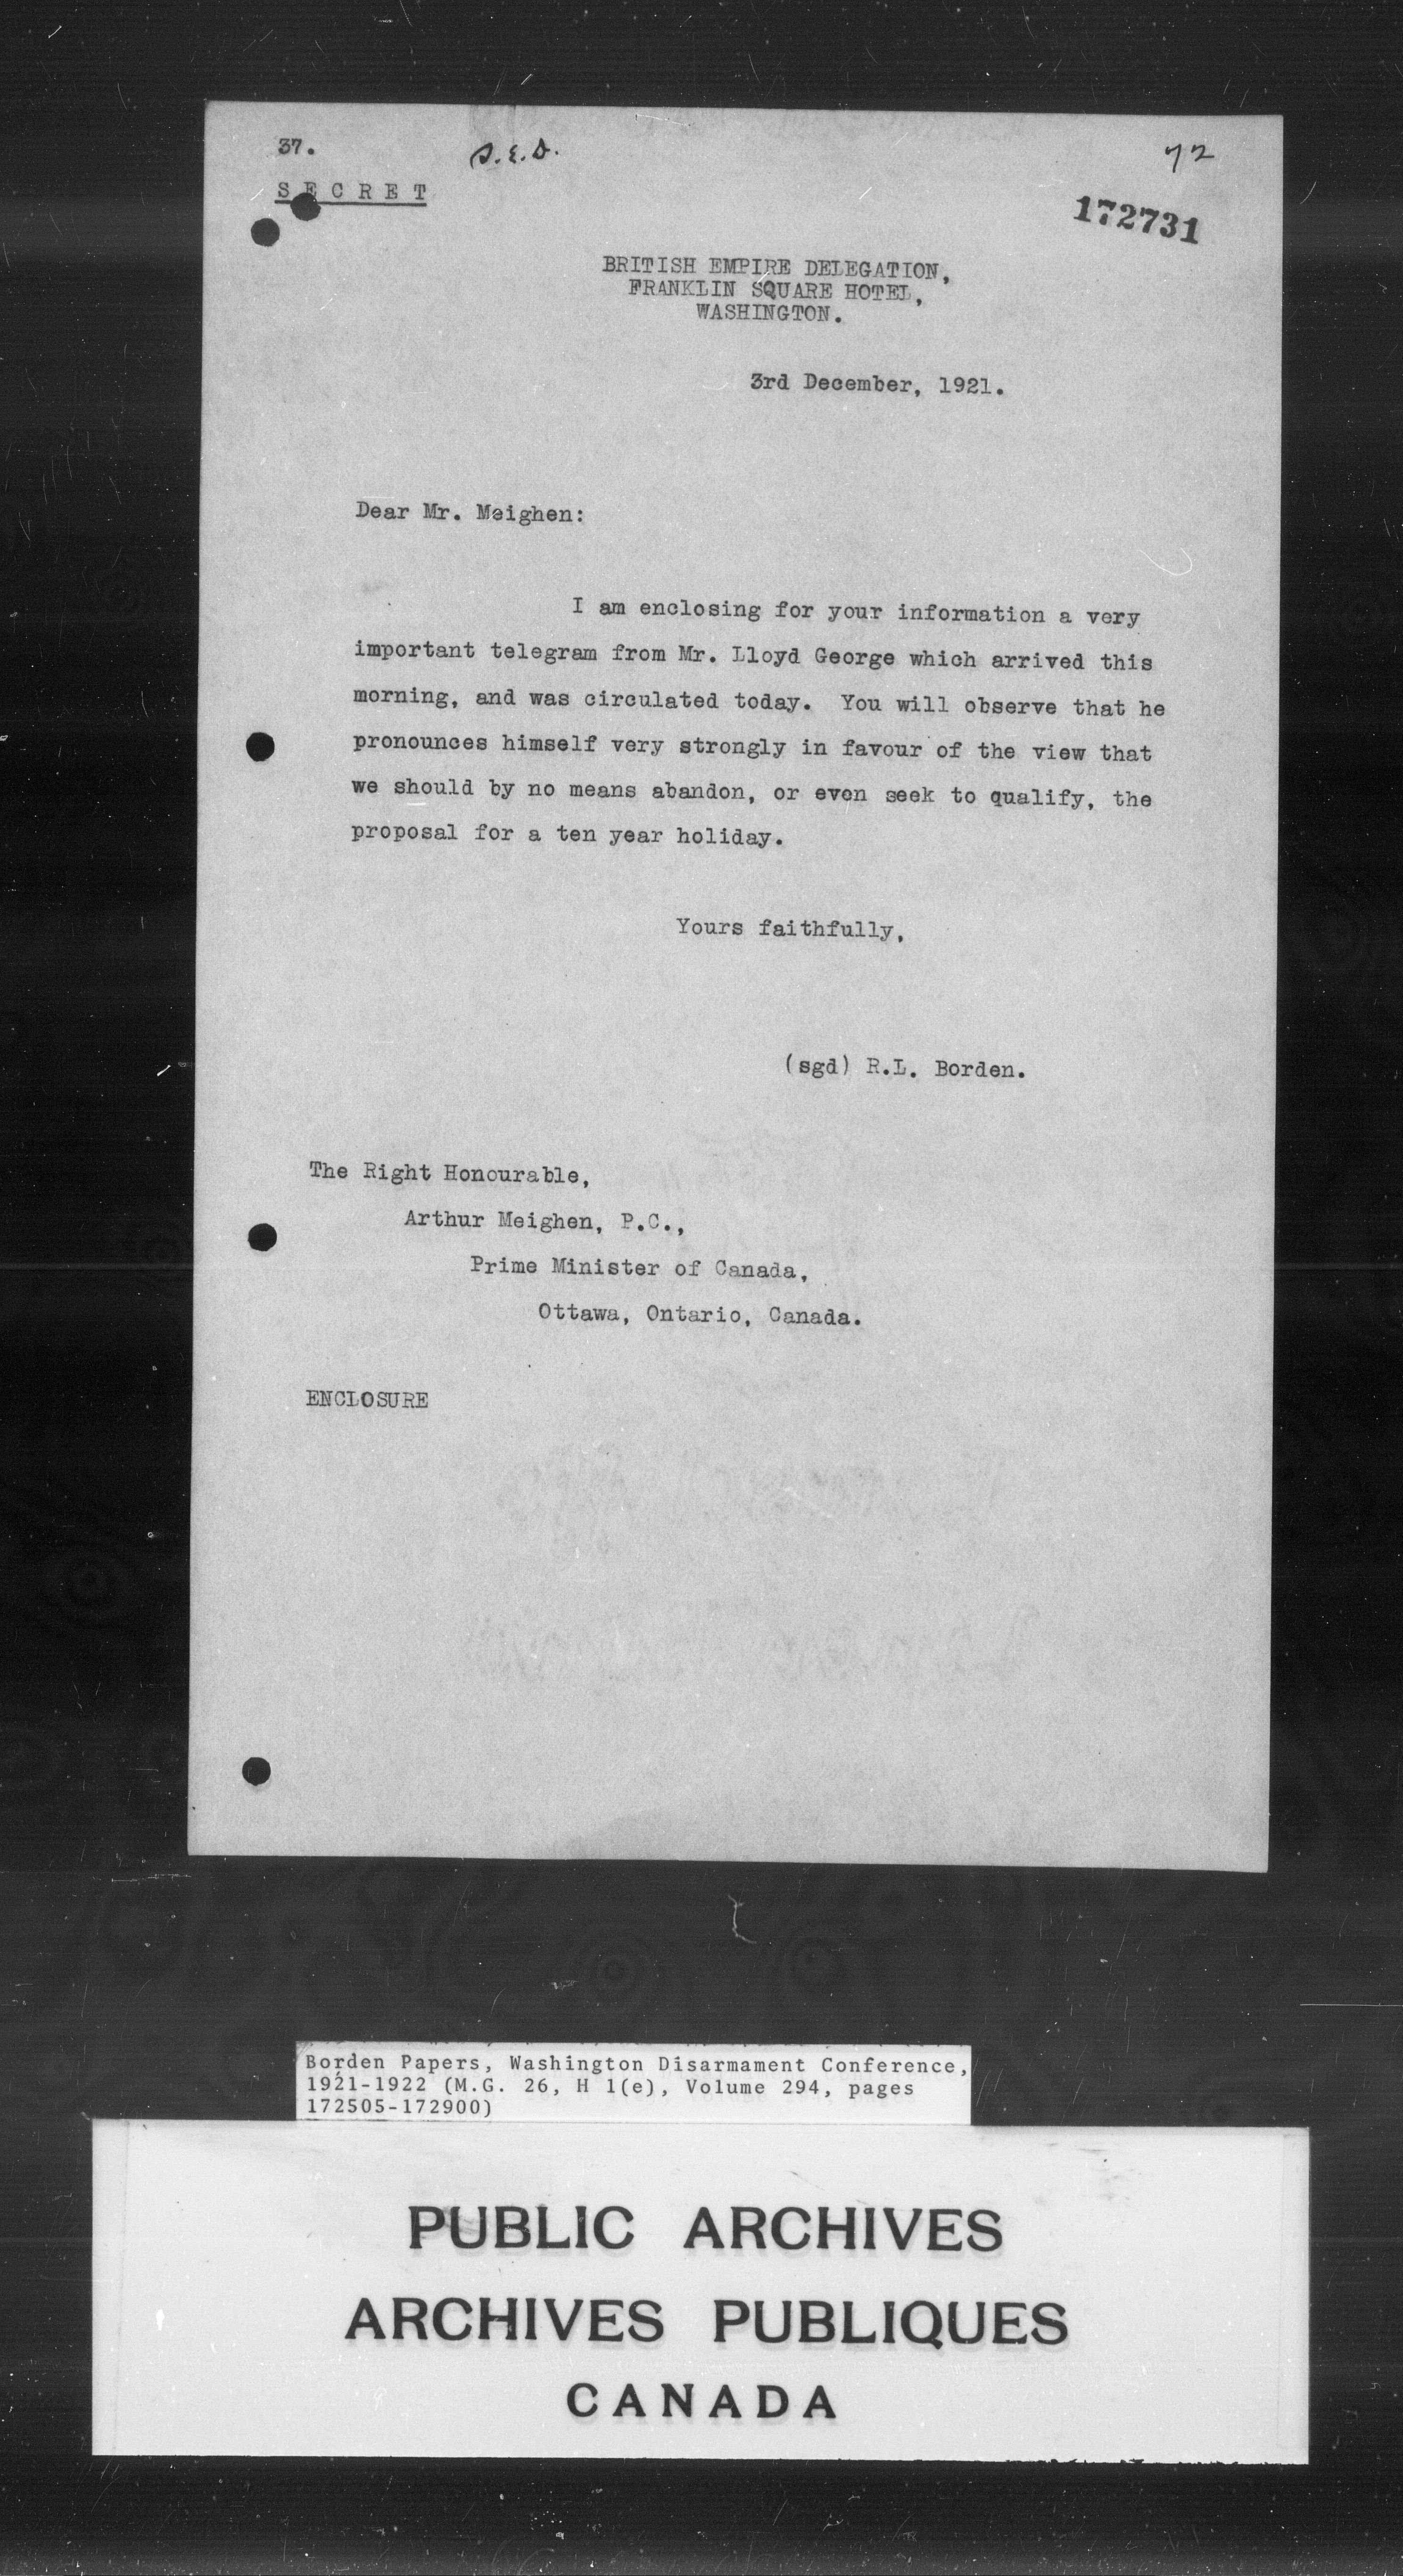 37.
S.E.D.
72
SECRET
172731
BRITISH EMPIRE DELEGATION,
FRANKLIN SQUARE HOTEL,
WASHINGTON.
3rd December, 1921.
Dear Mr. Meighen:
I am enclosing for your information a very
important telegram from Mr. Lloyd George which arrived this
morning, and was circulated today. You will observe that he
pronounces himself very strongly in favour of the view that
we should by no means abandon, or even seek to qualify, the
proposal for a ten year holiday.
Yours faithfully,
(sgd) R.L. Borden.
The Right Honourable,
Arthur Meighen, P.C.,
Prime Minister of Canada,
Ottawa, Ontario, Canada.
ENCLOSURE
Borden Papers, Washington Disarmament Conference,
1921-1922 (M.G. 26, H 1(e), Volume 294, pages
172505-172900)
PUBLIC ARCHIVES
ARCHIVES PUBLIQUES
CANADA